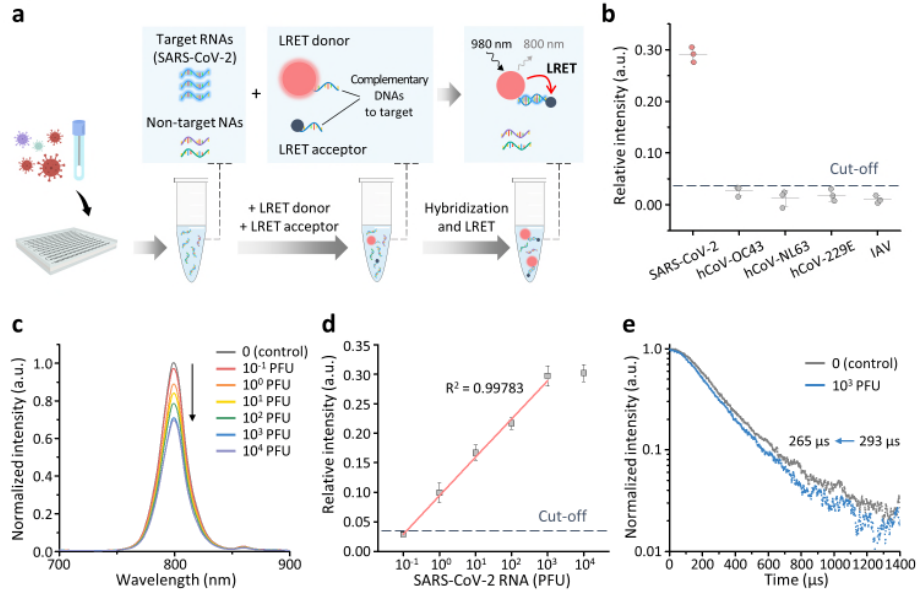 a
Target RNAs
(SARS-CoV-2)
Non-target NAs
+
LRET donor
Complementary
DNAs
to target
LRET acceptor
980 nm
800 nm
LRET
+ LRET donor
+ LRET acceptor
Hybridization
and LRET
b
Relative intensity (a.u.)
0.30
0.20
0.10
0.00
Cut-off
SARS-CoV-2
hCoV-OC43
hCoV-NL63
hCoV-229E
IAV
c
Normalized intensity (a.u.)
1.0
0.8
0.6
0.4
0.2
0.0
700
800
900
Wavelength (nm)
0 (control)
10⁻¹ PFU
10⁰ PFU
10¹ PFU
10² PFU
10³ PFU
10⁴ PFU
d
Relative intensity (a.u.)
0.35
0.30
0.25
0.20
0.15
0.10
0.05
0.00
R² = 0.99783
Cut-off
10⁻¹
10⁰
10¹
10²
10³
10⁴
SARS-CoV-2 RNA (PFU)
e
Normalized intensity (a.u.)
1.0
0.1
0.01
0 (control)
10³ PFU
265 µs
293 µs
0
200
400
600
800
1000
1200
1400
Time (µs)